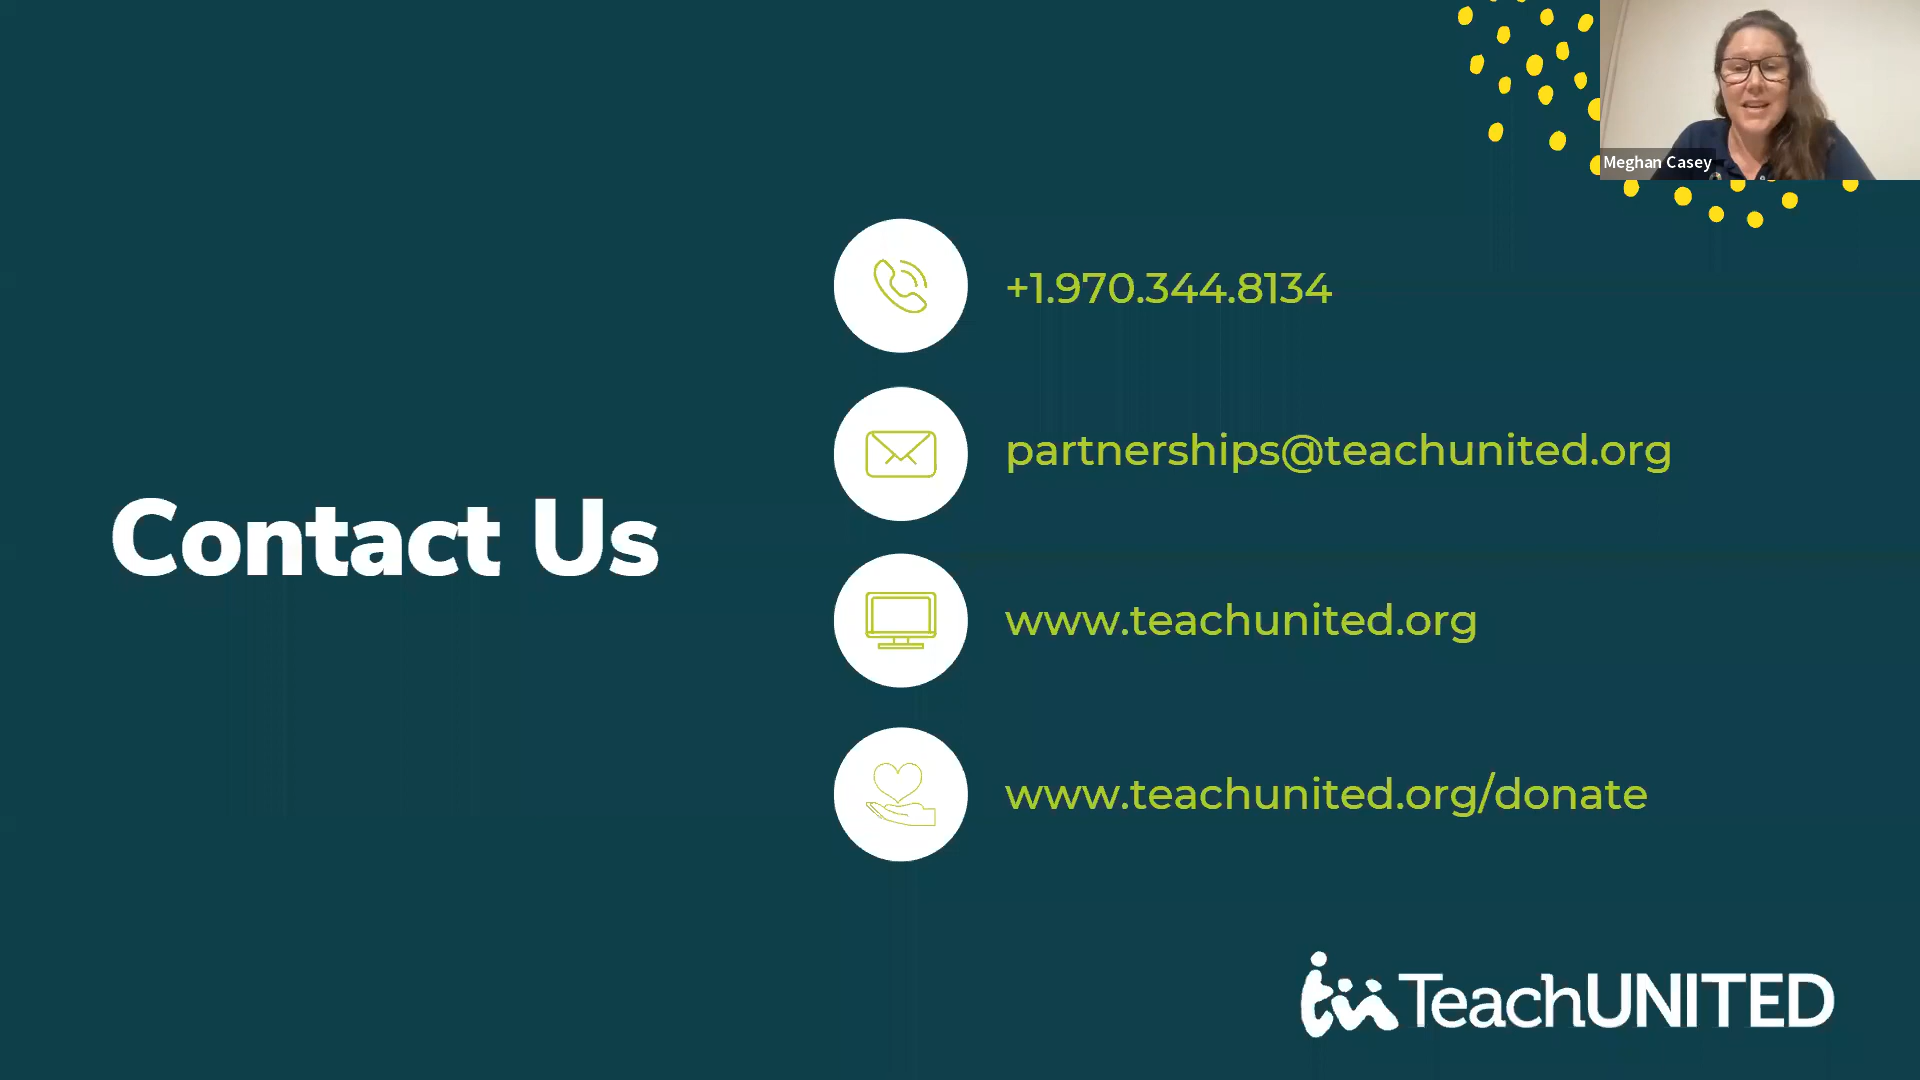 Meghan Casey
+1.970.344.8134
partnerships@teachunited.org
Contact Us
www.teachunited.org
www.teachunited.org/donate
TeachUNITED